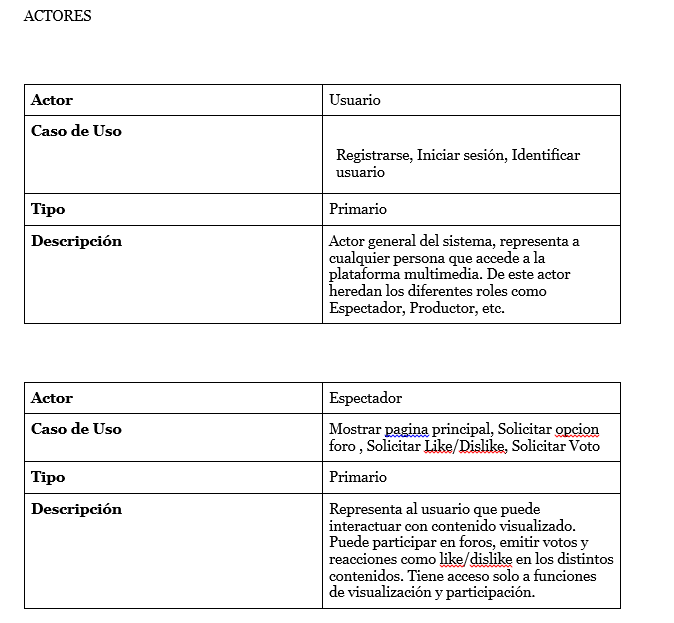 ACTORES
Actor
Usuario
Caso de Uso
Registrarse, Iniciar sesión, Identificar
usuario
Tipo
Primario
Descripción
Actor general del sistema, representa a
cualquier persona que accede a la
plataforma multimedia. De este actor
heredan los diferentes roles como
Espectador, Productor, etc.
Actor
Espectador
Caso de Uso
Mostrar pagina principal, Solicitar opcion
foro , Solicitar Like/Dislike, Solicitar Voto
Tipo
Primario
Descripción
Representa al usuario que puede
interactuar con contenido visualizado.
Puede participar en foros, emitir votos y
reacciones como like/dislike en los distintos
contenidos. Tiene acceso solo a funciones
de visualización y participación.